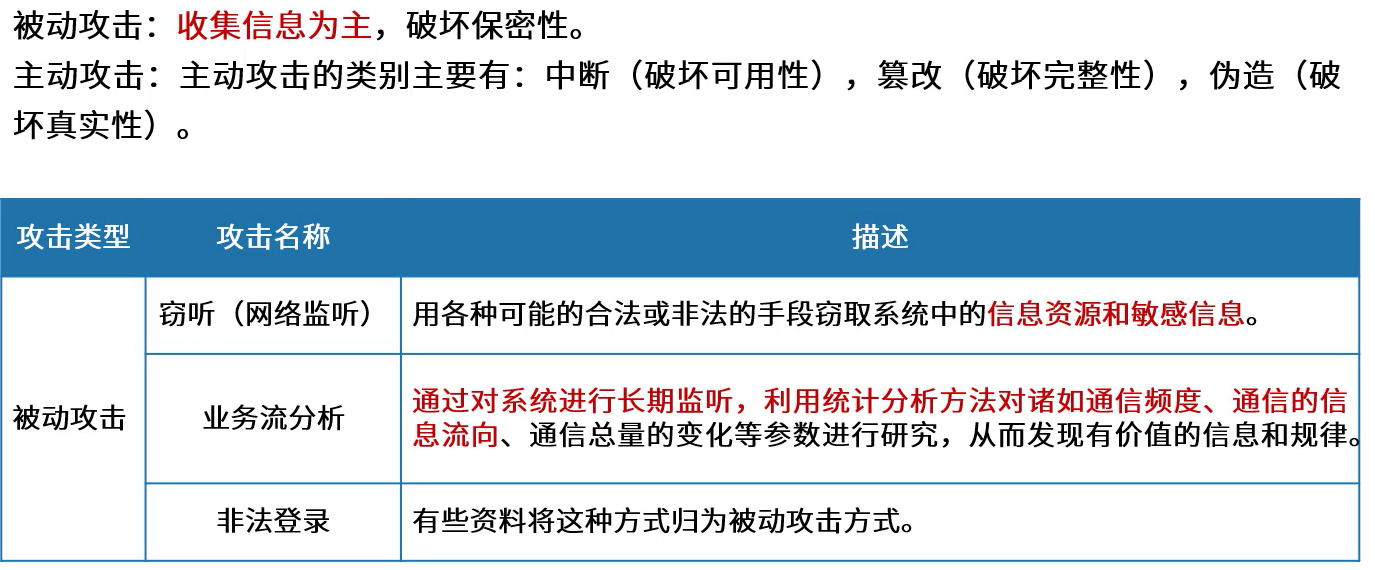 被动攻击：收集信息为主，破坏保密性。
主动攻击：主动攻击的类别主要有：中断（破坏可用性），篡改（破坏完整性），伪造（破
坏真实性）。
攻击类型 攻击名称 描述
被动攻击
窃听（网络监听） 用各种可能的合法或非法的手段窃取系统中的信息资源和敏感信息。
业务流分析
通过对系统进行长期监听，利用统计分析方法对诸如通信频度、通信的信
息流向、通信总量的变化等参数进行研究，从而发现有价值的信息和规律。
非法登录 有些资料将这种方式归为被动攻击方式。